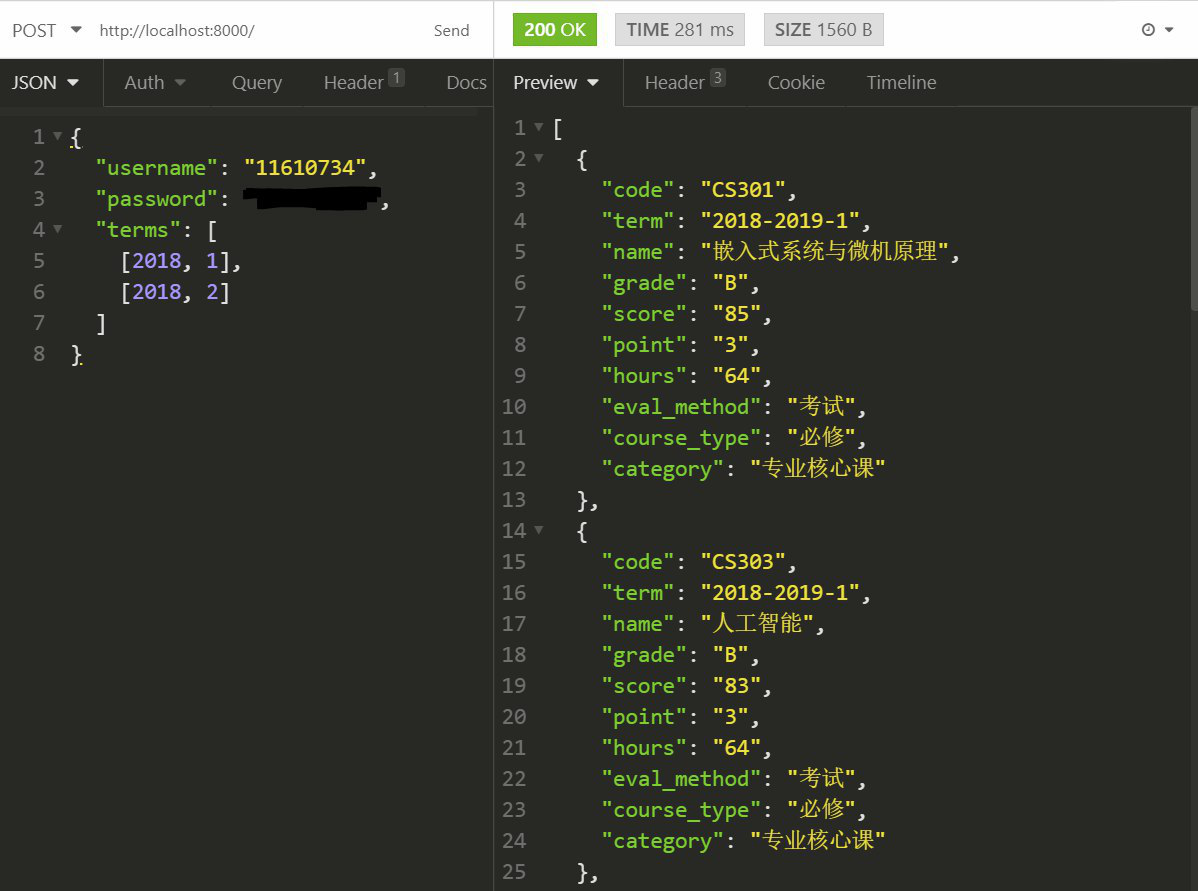 POST http://localhost:8000/ Send
200 OK TIME 281 ms SIZE 1560 B
JSON Auth Query Header 1 Docs
Preview Header 3 Cookie Timeline
1 {
2 "username": "11610734",
3 "password": ,
4 "terms": [
5 [2018, 1],
6 [2018, 2]
7 ]
8 }
1 [
2 {
3 "code": "CS301",
4 "term": "2018-2019-1",
5 "name": "嵌入式系统与微机原理",
6 "grade": "B",
7 "score": "85",
8 "point": "3",
9 "hours": "64",
10 "eval_method": "考试",
11 "course_type": "必修",
12 "category": "专业核心课"
13 },
14 {
15 "code": "CS303",
16 "term": "2018-2019-1",
17 "name": "人工智能",
18 "grade": "B",
19 "score": "83",
20 "point": "3",
21 "hours": "64",
22 "eval_method": "考试",
23 "course_type": "必修",
24 "category": "专业核心课"
25 },